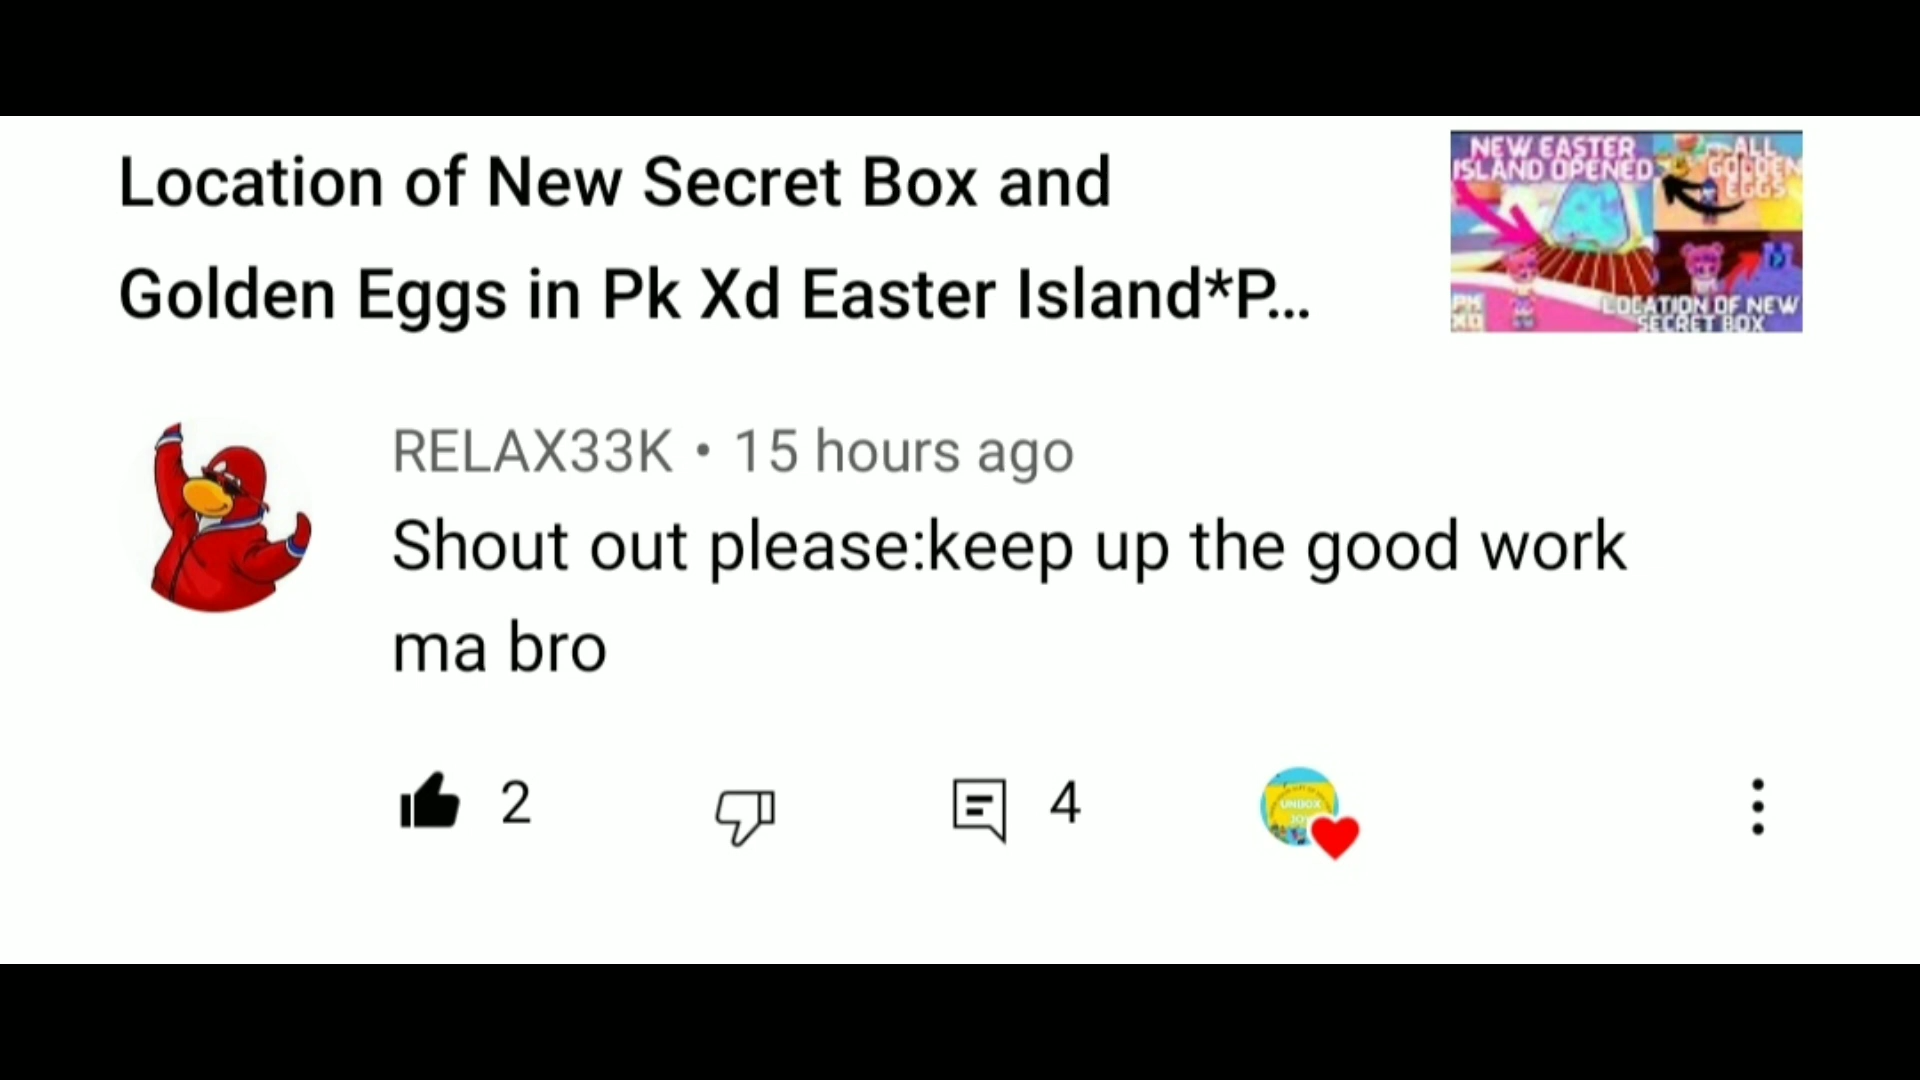 Location of New Secret Box and
Golden Eggs in Pk Xd Easter Island*P...
NEW EASTER
ISLAND OPENED
ALL
GOLDEN
EGGS
PK
XD
LOCATION OF NEW
SECRET BOX
RELAX33K • 15 hours ago
Shout out please:keep up the good work
ma bro
2
4
UNBOX
JOY